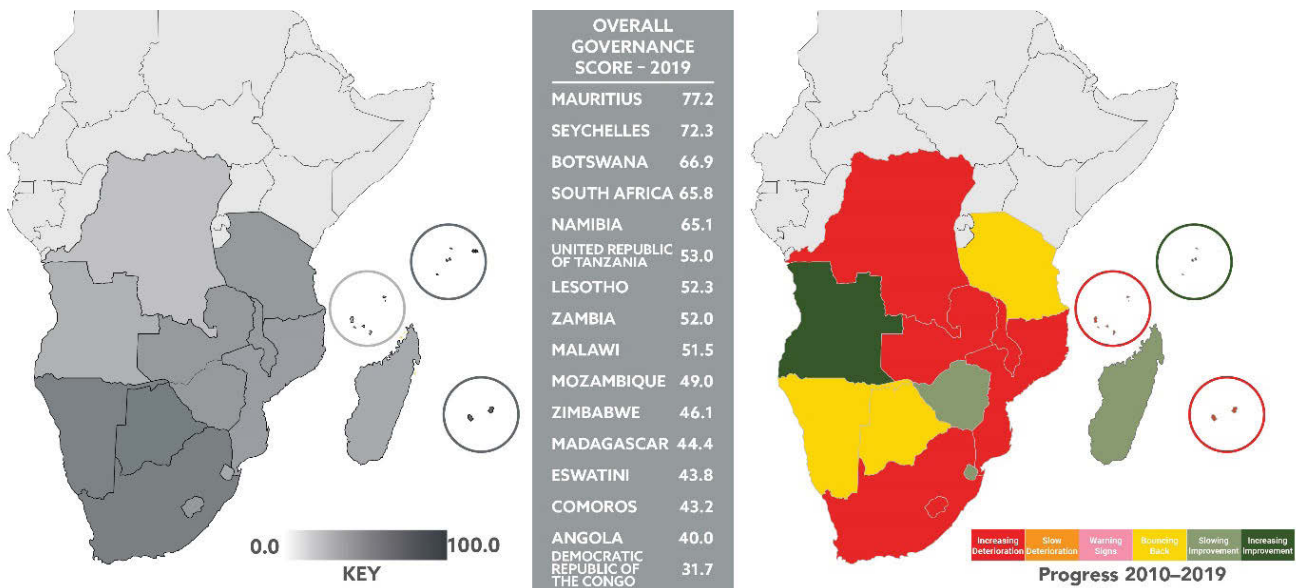 OVERALL
GOVERNANCE
SCORE – 2019
MAURITIUS 77.2
SEYCHELLES 72.3
BOTSWANA 66.9
SOUTH AFRICA 65.8
NAMIBIA 65.1
UNITED REPUBLIC
OF TANZANIA 53.0
LESOTHO 52.3
ZAMBIA 52.0
MALAWI 51.5
MOZAMBIQUE 49.0
ZIMBABWE 46.1
MADAGASCAR 44.4
ESWATINI 43.8
COMOROS 43.2
ANGOLA 40.0
DEMOCRATIC
REPUBLIC OF
THE CONGO 31.7
0.0 100.0
KEY
Increasing Deterioration
Slow Deterioration
Warning Signs
Bouncing Back
Slowing Improvement
Increasing Improvement
Progress 2010–2019